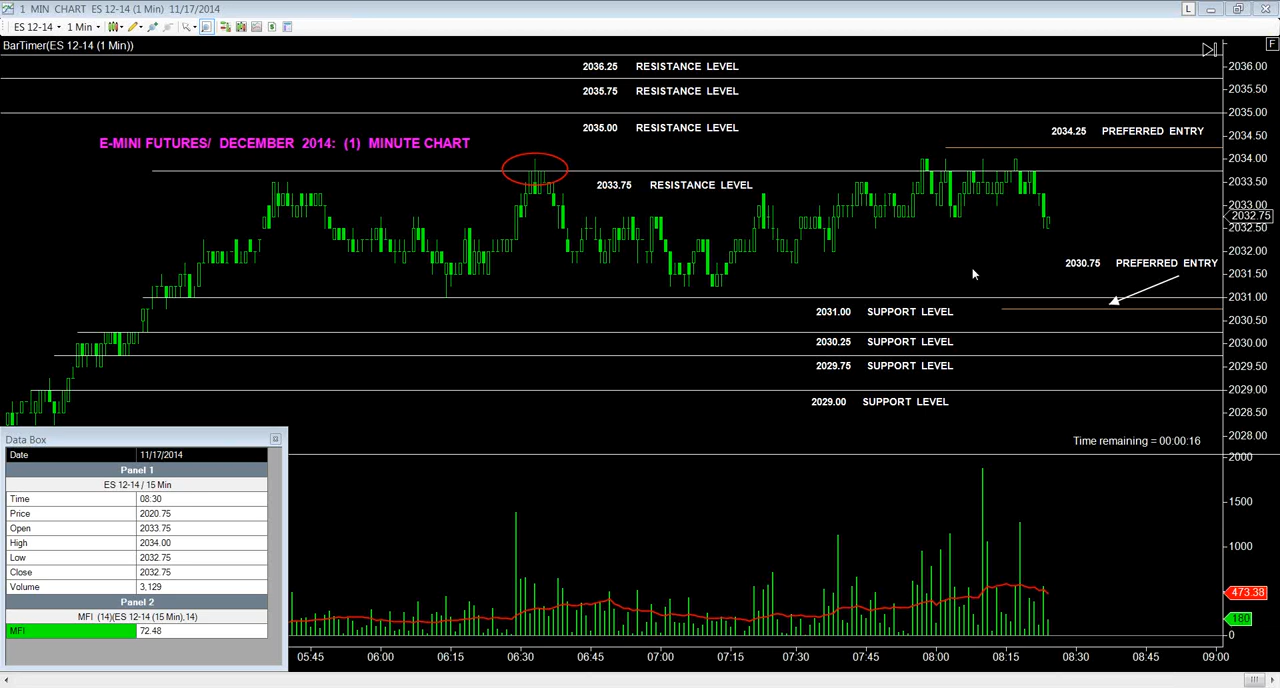 1 MIN CHART ES 12-14 (1 Min) 11/17/2014
L
ES 12-14 1 Min
BarTimer(ES 12-14 (1 Min))
F
2036.25 RESISTANCE LEVEL
2035.75 RESISTANCE LEVEL
2035.00 RESISTANCE LEVEL
2034.25 PREFERRED ENTRY
E-MINI FUTURES/ DECEMBER 2014: (1) MINUTE CHART
2033.75 RESISTANCE LEVEL
2030.75 PREFERRED ENTRY
2031.00 SUPPORT LEVEL
2030.25 SUPPORT LEVEL
2029.75 SUPPORT LEVEL
2029.00 SUPPORT LEVEL
Time remaining = 00:00:16
2036.00
2035.50
2035.00
2034.50
2034.00
2033.50
2033.00
2032.75
2032.50
2032.00
2031.50
2031.00
2030.50
2030.00
2029.50
2029.00
2028.50
2028.00
2000
1500
1000
473.38
180
0
Data Box
Date 11/17/2014
Panel 1
ES 12-14 / 15 Min
Time 08:30
Price 2020.75
Open 2033.75
High 2034.00
Low 2032.75
Close 2032.75
Volume 3,129
Panel 2
MFI (14)(ES 12-14 (15 Min),14)
MFI 72.48
05:45 06:00 06:15 06:30 06:45 07:00 07:15 07:30 07:45 08:00 08:15 08:30 08:45 09:00